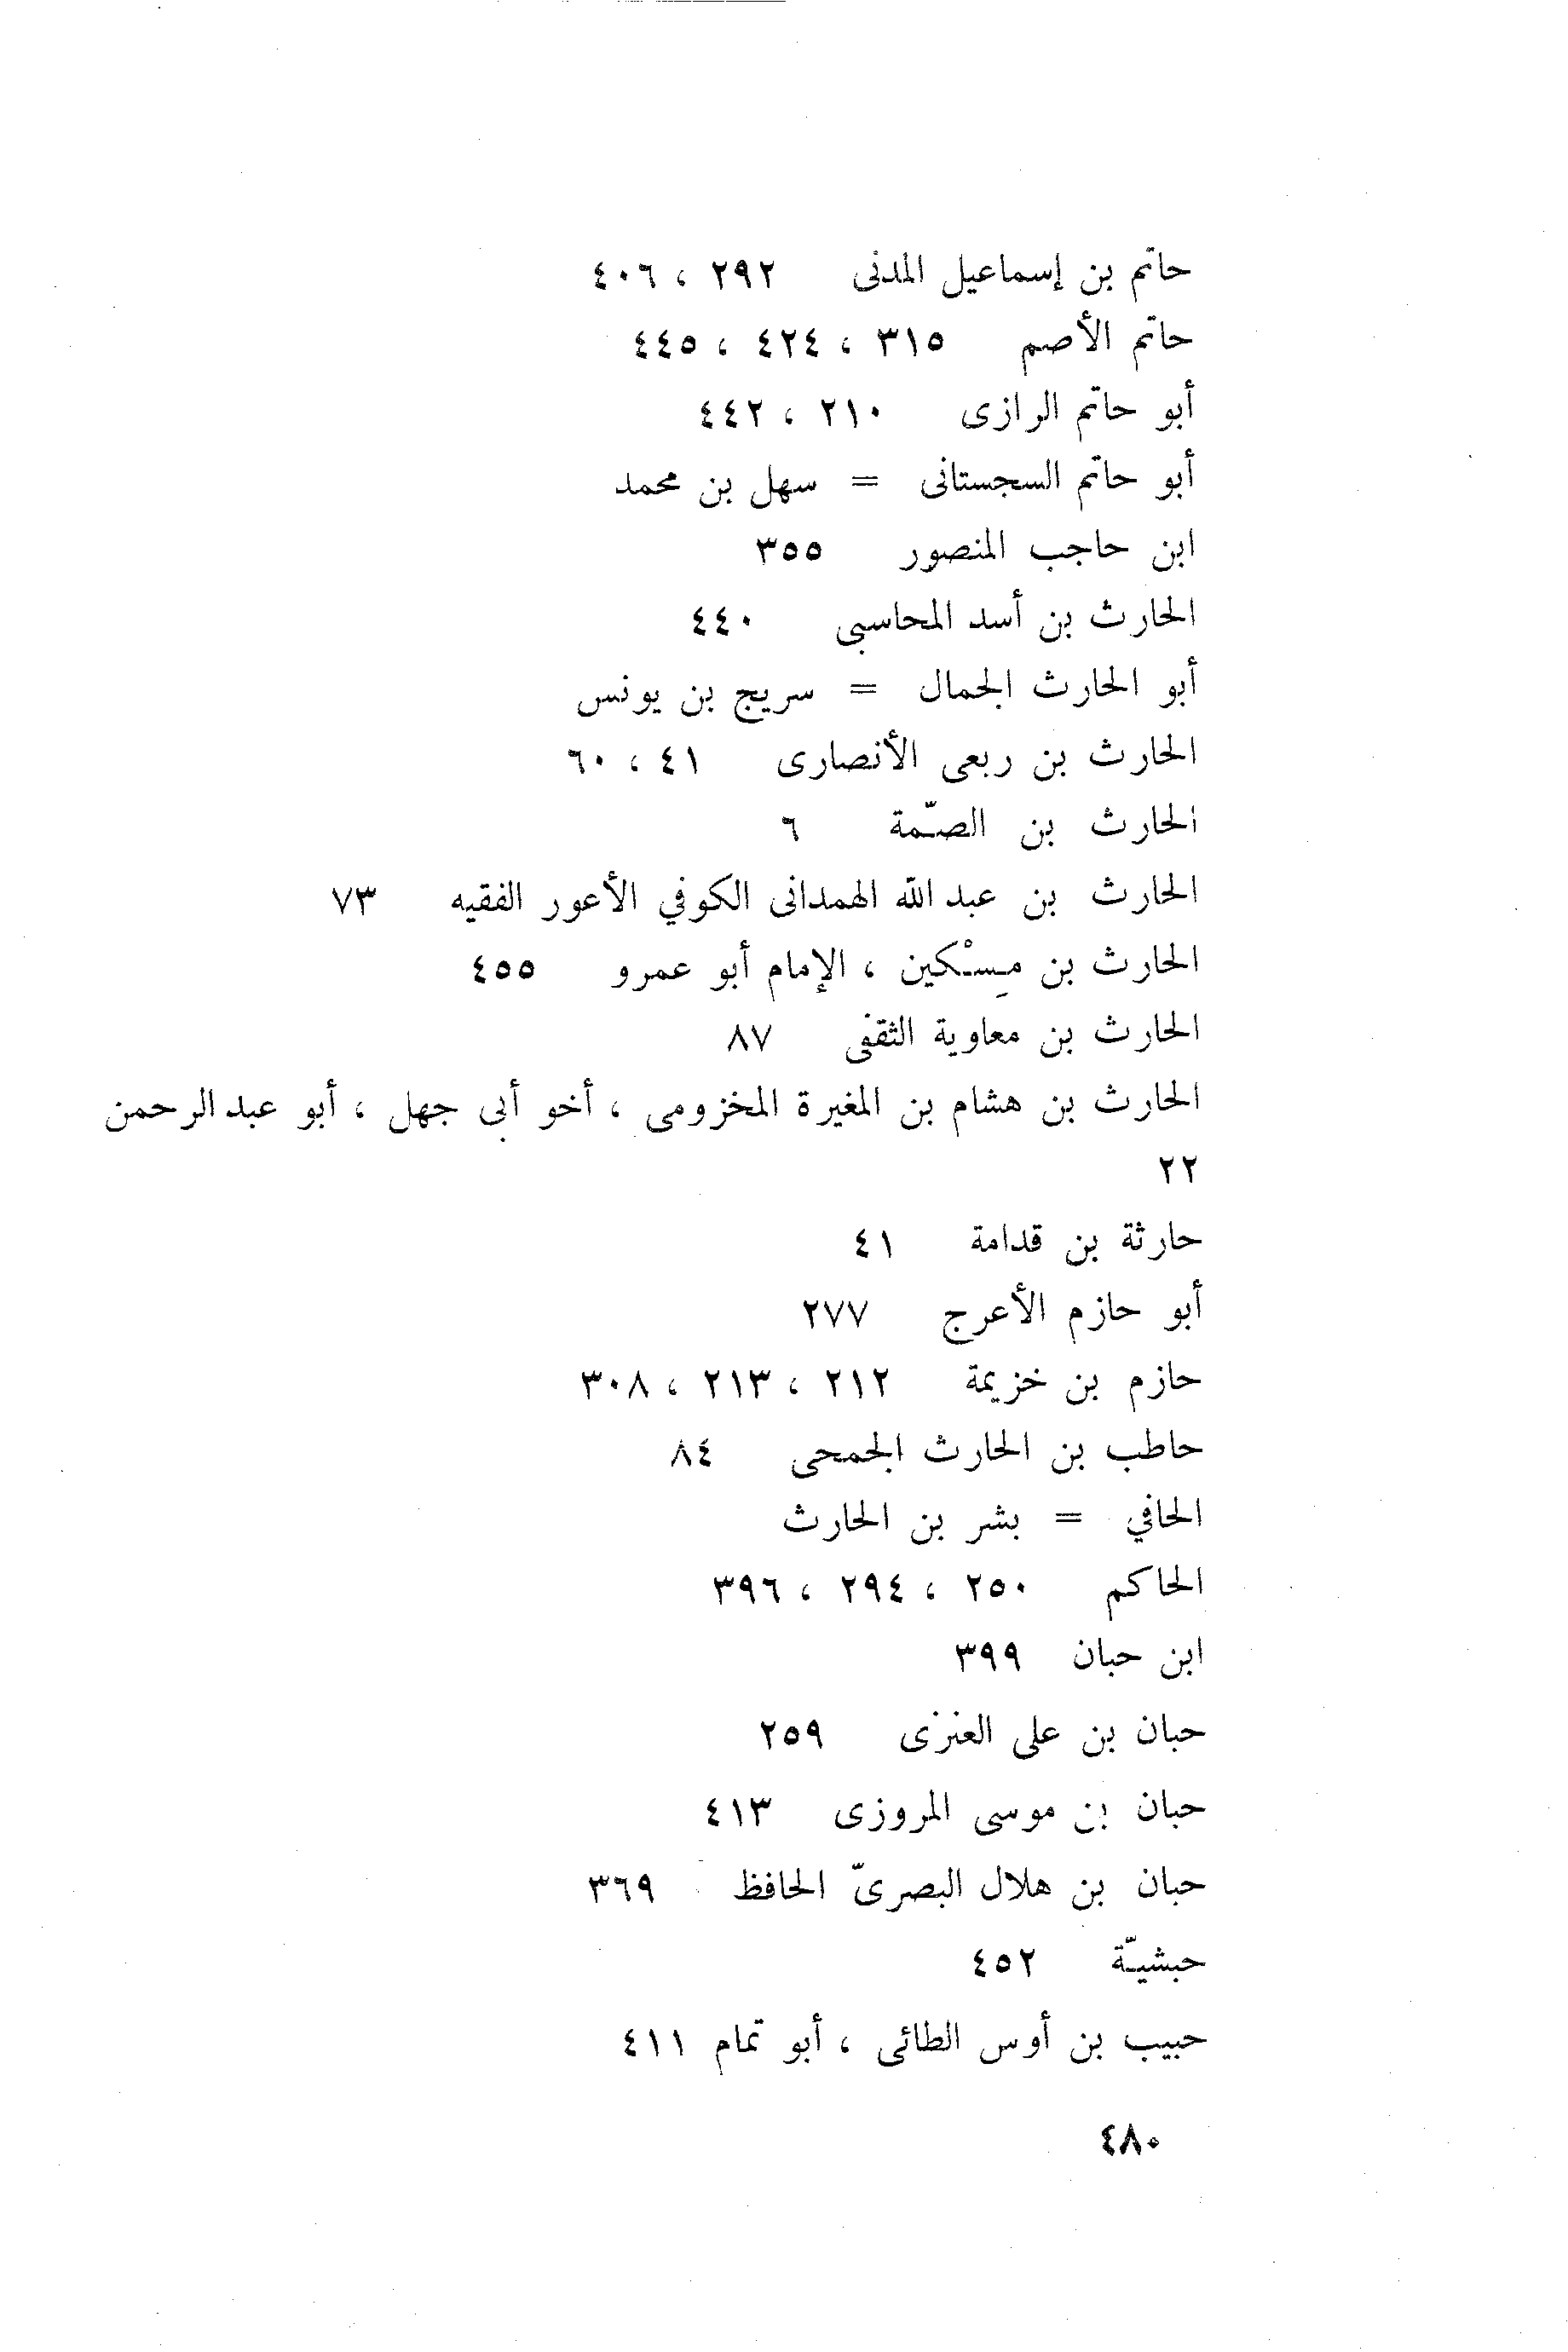 حاتم بن إسماعيل المدنى ٢٩٢ ، ٤٠٦
حاتم الأصم ٣١٥ ، ٤٢٤ ، ٤٤٥
أبو حاتم الرازى ٢١٠ ، ٤٤٢
أبو حاتم السجستانى = سهل بن محمد
ابن حاجب المنصور ٣٥٥
الحارث بن أسد المحاسبى ٤٤٠
أبو الحارث الجمال = سريج بن يونس
الحارث بن ربعى الأنصارى ٤١ ، ٦٠
الحارث بن الصّمة ٦
الحارث بن عبد الله الهمدانى الكوفي الأعور الفقيه ٧٣
الحارث بن مِسْكين ، الإمام أبو عمرو ٤٥٥
الحارث بن معاوية الثقفى ٨٧
الحارث بن هشام بن المغيرة المخزومى ، أخو أبى جهل ، أبو عبد الرحمن
٢٢
حارثة بن قدامة ٤١
أبو حازم الأعرج ٢٧٧
حازم بن خزيمة ٢١٢ ، ٢١٣ ، ٣٠٨
حاطب بن الحارث الجمحى ٨٤
الحافي = بشر بن الحارث
الحاكم ٢٥٠ ، ٢٩٤ ، ٣٩٦
ابن حبان ٣٩٩
حبان بن على العنزى ٢٥٩
حبان بن موسى المروزى ٤١٣
حبان بن هلال البصرىّ الحافظ ٣٦٩
حبشيّة ٤٥٢
حبيب بن أوس الطائى ، أبو تمام ٤١١
٤٨٠